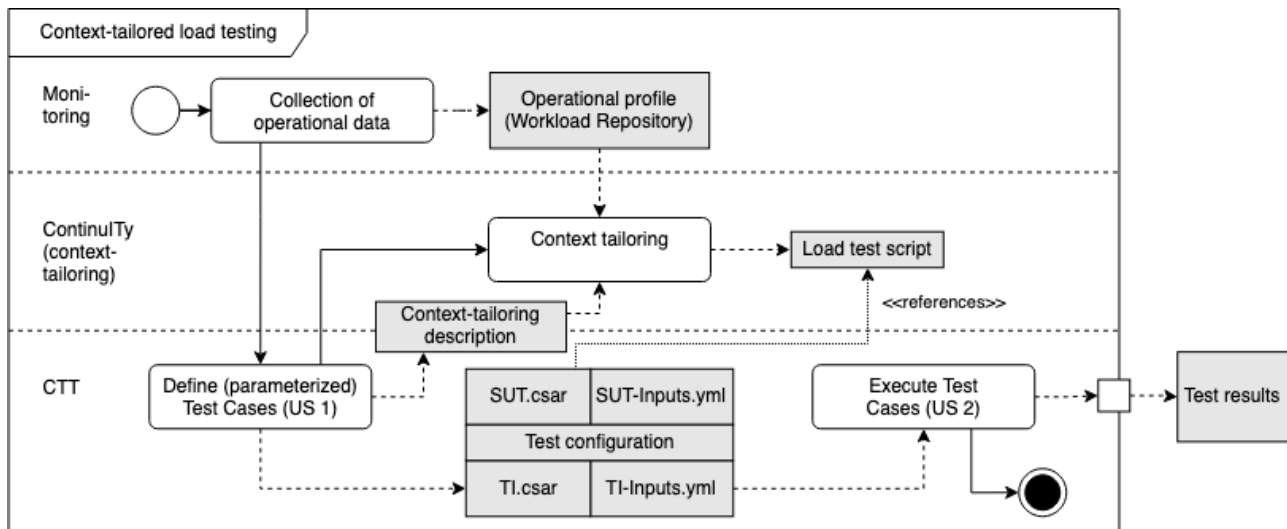 Context-tailored load testing
Moni-
toring
Collection of
operational data
Operational profile
(Workload Repository)
ContinuITy
(context-
tailoring)
Context tailoring
Load test script
<<references>>
Context-tailoring
description
CTT
Define (parameterized)
Test Cases (US 1)
SUT.csar
SUT-Inputs.yml
Test configuration
TI.csar
TI-Inputs.yml
Execute Test
Cases (US 2)
Test results